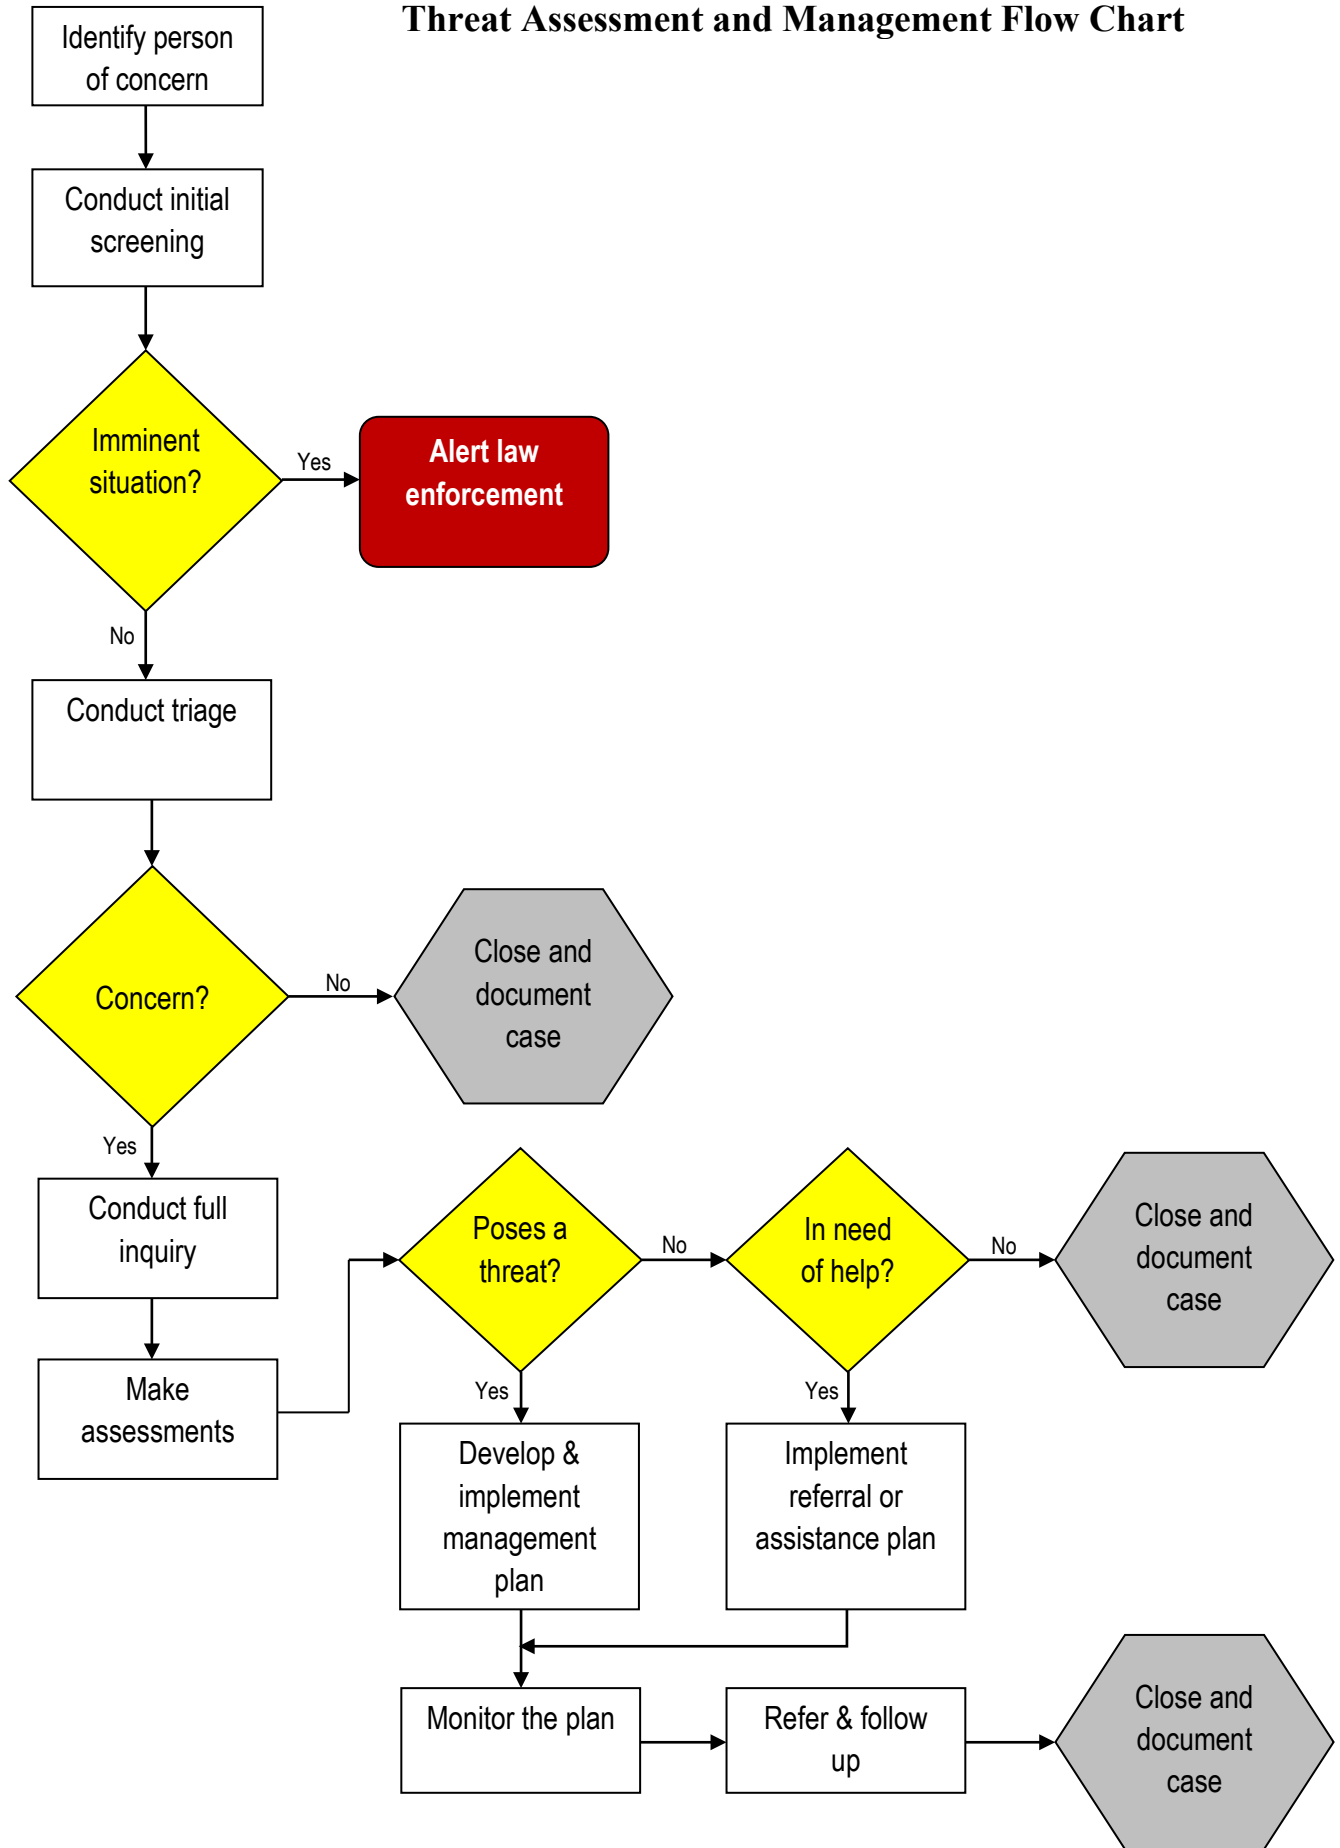 Threat Assessment and Management Flow Chart
Identify person
of concern
Conduct initial
screening
Imminent
situation?
Yes
Alert law
enforcement
No
Conduct triage
Concern?
No
Close and
document
case
Yes
Conduct full
inquiry
Make
assessments
Poses a
threat?
No
In need
of help?
No
Close and
document
case
Yes
Yes
Develop &
implement
management
plan
Implement
referral or
assistance plan
Monitor the plan
Refer & follow
up
Close and
document
case